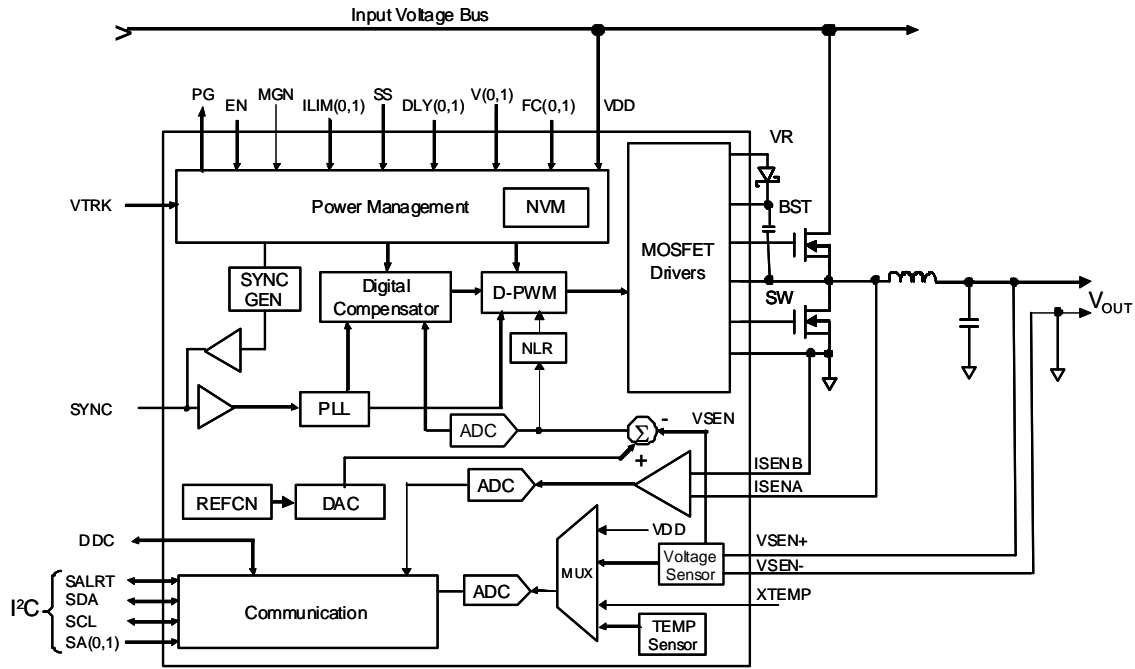 Input Voltage Bus
PG
EN
MGN
ILIM(0,1)
SS
DLY(0,1)
V(0,1)
FC(0,1)
VDD
VR
VTRK
Power Management
NVM
BST
MOSFET
Drivers
SYNC
GEN
Digital
Compensator
D-PWM
SW
VOUT
NLR
SYNC
PLL
ADC
VSEN
-
Σ
+
ISENB
ISENA
ADC
REFCN
DAC
VDD
DDC
VSEN+
Voltage
Sensor
VSEN-
MUX
I²C
SALRT
SDA
SCL
SA(0,1)
Communication
ADC
XTEMP
TEMP
Sensor